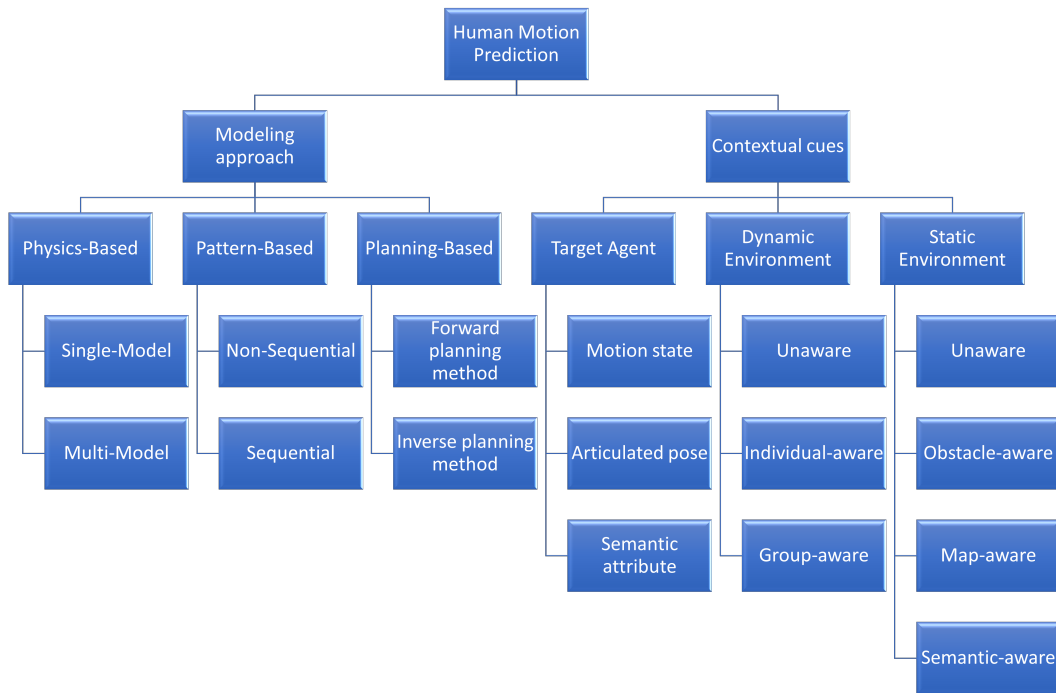 Human Motion
Prediction
Modeling
approach
Contextual cues
Physics-Based
Pattern-Based
Planning-Based
Target Agent
Dynamic
Environment
Static
Environment
Single-Model
Non-Sequential
Forward
planning
method
Motion state
Unaware
Unaware
Multi-Model
Sequential
Inverse planning
method
Articulated pose
Individual-aware
Obstacle-aware
Semantic
attribute
Group-aware
Map-aware
Semantic-aware